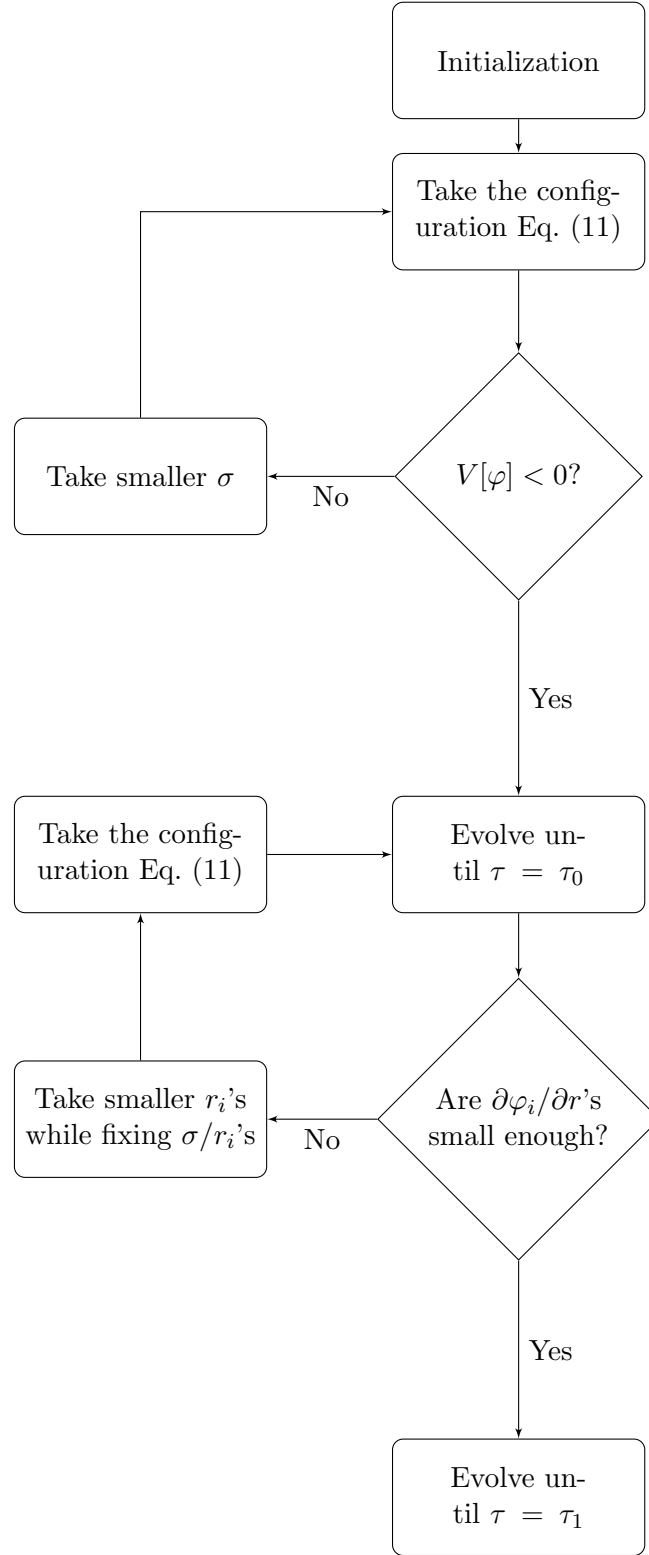 Initialization
Take the config-
uration Eq. (11)
V[φ] < 0?
No
Take smaller σ
Yes
Take the config-
uration Eq. (11)
Evolve un-
til τ = τ₀
Take smaller rᵢ's
while fixing σ/rᵢ's
No
Are ∂φᵢ/∂r's
small enough?
Yes
Evolve un-
til τ = τ₁